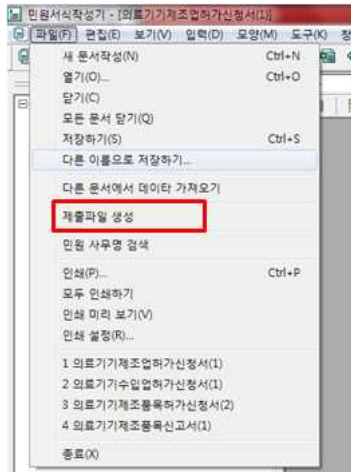 민원서식작성기 - [의료기기제조업허가신청서(1)]
파일(F) 편집(E) 보기(V) 입력(D) 모양(M) 도구(K) 창
새 문서작성(N) Ctrl+N
열기(O)... Ctrl+O
닫기(C)
모든 문서 닫기(Q)
저장하기(S) Ctrl+S
다른 이름으로 저장하기...
다른 문서에서 데이타 가져오기
제출파일 생성
민원 사무명 검색
인쇄(P)... Ctrl+P
모두 인쇄하기
인쇄 미리 보기(V)
인쇄 설정(R)...
1 의료기기제조업허가신청서(1)
2 의료기기수입업허가신청서(1)
3 의료기기제조품목허가신청서(2)
4 의료기기제조품목신고서(1)
종료(X)